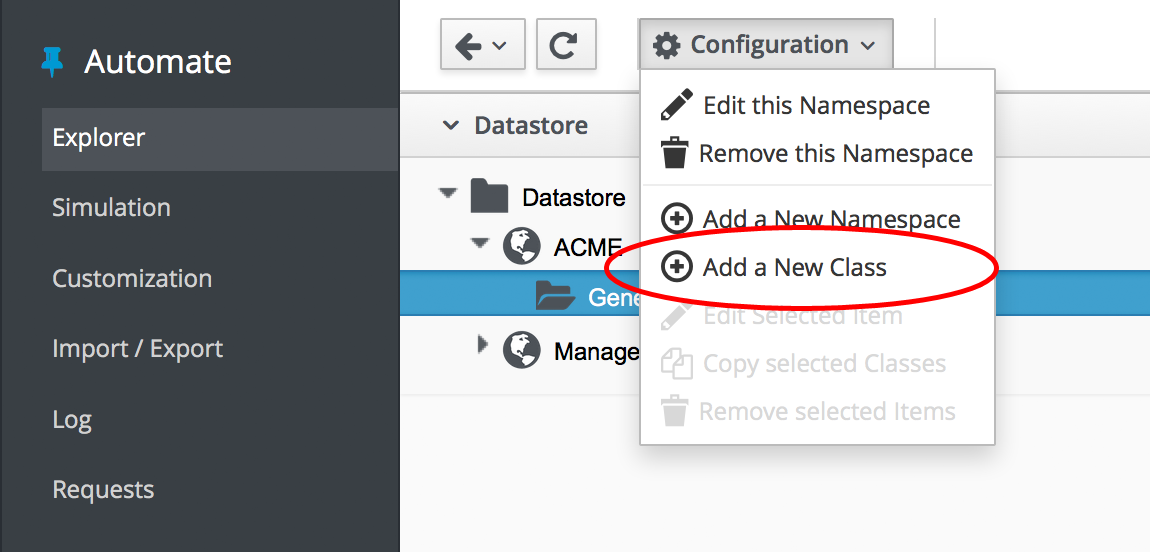 Automate
Explorer
Simulation
Customization
Import / Export
Log
Requests
Configuration
Edit this Namespace
Remove this Namespace
Add a New Namespace
Add a New Class
Edit Selected Item
Copy selected Classes
Remove selected Items
Datastore
Datastore
ACME
Gene
Manage